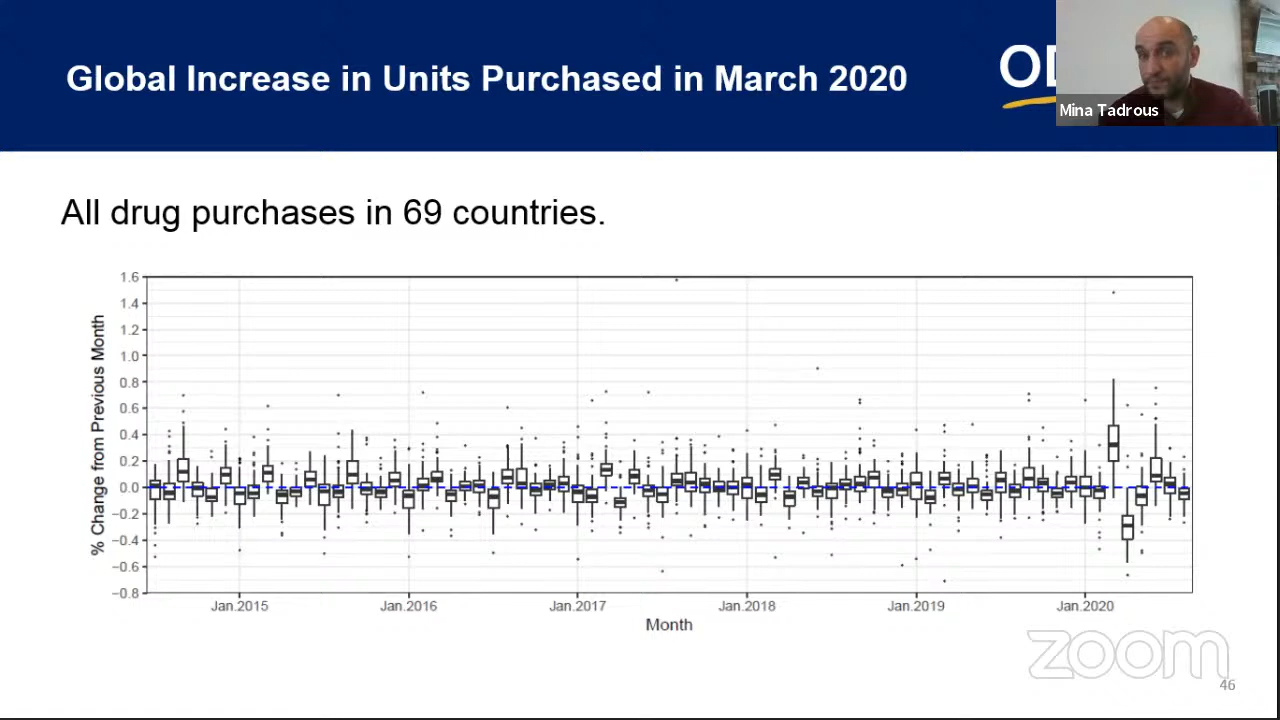 Global Increase in Units Purchased in March 2020
Mina Tadrous
All drug purchases in 69 countries.
% Change from Previous Month
1.6
1.4
1.2
1.0
0.8
0.6
0.4
0.2
0.0
−0.2
−0.4
−0.6
−0.8
Jan.2015 Jan.2016 Jan.2017 Jan.2018 Jan.2019 Jan.2020
Month
zoom
46